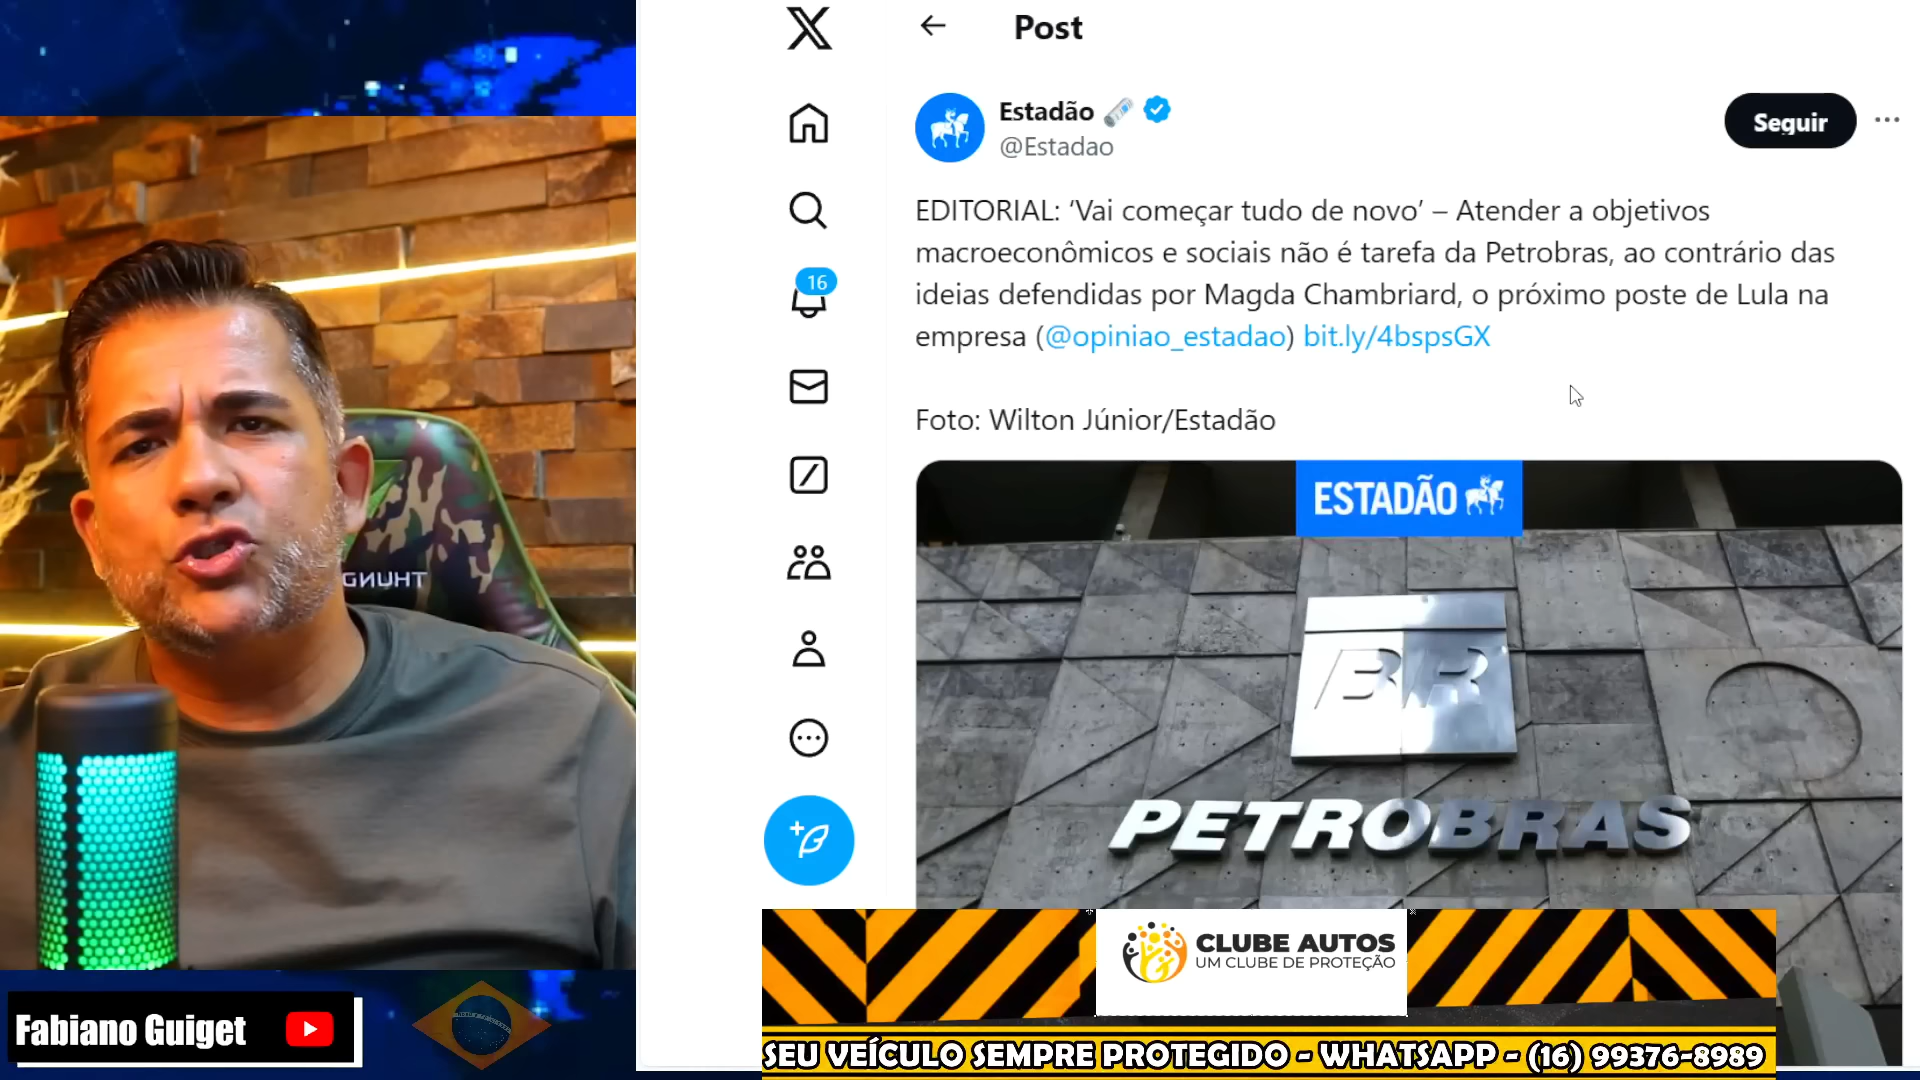 Post
Estadão
@Estadao
Seguir
EDITORIAL: ‘Vai começar tudo de novo’ – Atender a objetivos
macroeconômicos e sociais não é tarefa da Petrobras, ao contrário das
ideias defendidas por Magda Chambriard, o próximo poste de Lula na
empresa (@opiniao_estadao) bit.ly/4bspsGX
Foto: Wilton Júnior/Estadão
16
ESTADÃO
BR
PETROBRAS
CLUBE AUTOS
UM CLUBE DE PROTEÇÃO
SEU VEÍCULO SEMPRE PROTEGIDO - WHATSAPP - (16) 99376-8989
Fabiano Guiget